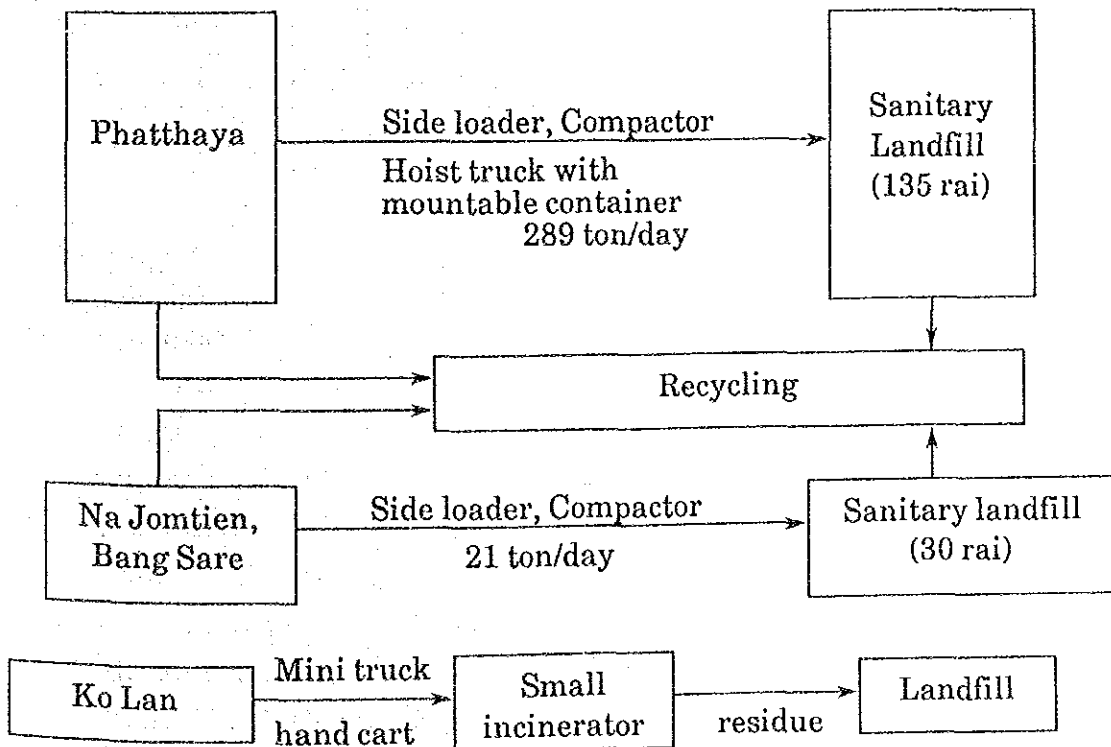 Phatthaya
Side loader, Compactor
Hoist truck with
mountable container
289 ton/day
Sanitary
Landfill
(135 rai)
Recycling
Na Jomtien,
Bang Sare
Side loader, Compactor
21 ton/day
Sanitary landfill
(30 rai)
Ko Lan
Mini truck
hand cart
Small
incinerator
residue
Landfill